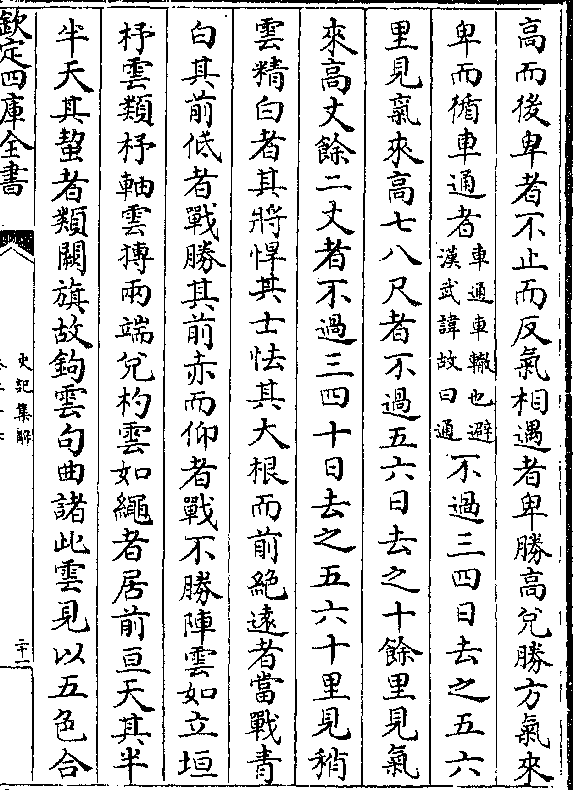 高而後卑者不止而反氣相遇者卑勝高兊勝方氣來
卑而循車通者車通車轍也避漢武諱故曰通不過三四日去之五六
里見氣來高七八尺者不過五六日去之十餘里見氣
來髙丈餘二丈者不過三四十日去之五六十里見稍
雲精白者其將悍其士怯其大根而前絶遠者當戰青
白其前低者戰勝其前赤而仰者戰不勝陣雲如立垣
杼雲類杼軸雲摶兩端兊杓雲如繩者居前亘天其半
半天其蛪者類闕旗故鉤雲句曲諸此雲見以五色合
欽定四庫全書
史記集解
二十一